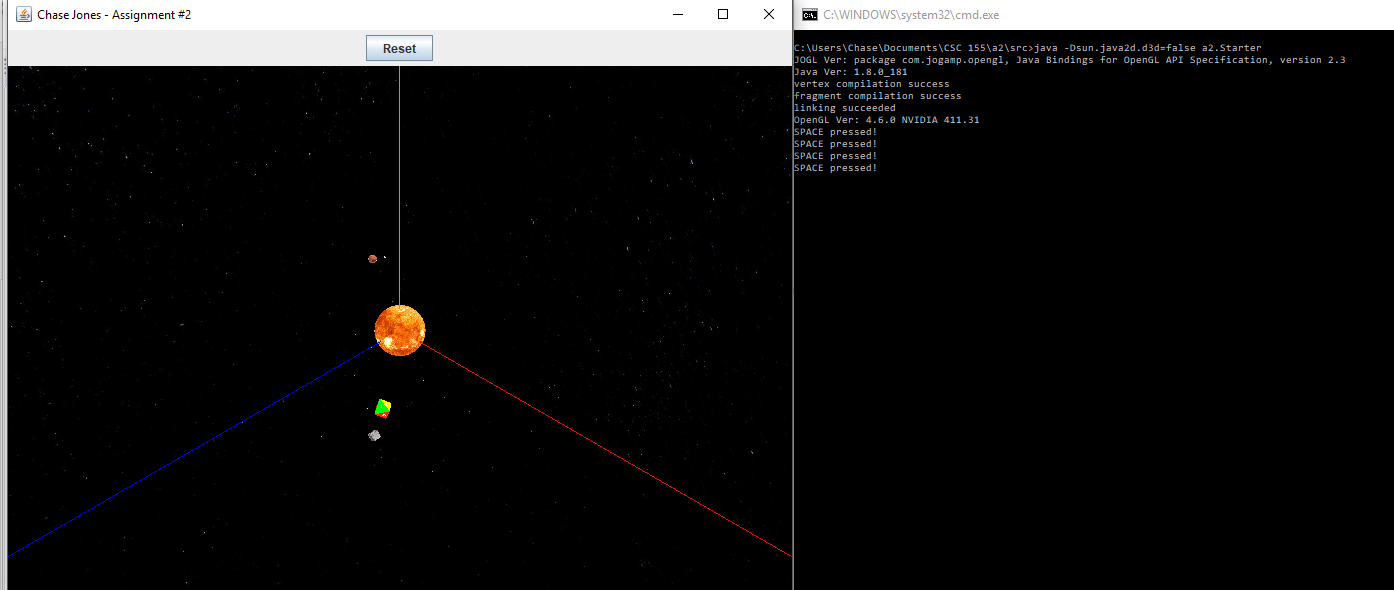 Chase Jones - Assignment #2
Reset
C:\WINDOWS\system32\cmd.exe
C:\Users\Chase\Documents\CSC 155\a2\src>java -Dsun.java2d.d3d=false a2.Starter
JOGL Ver: package com.jogamp.opengl, Java Bindings for OpenGL API Specification, version 2.3
Java Ver: 1.8.0_181
vertex compilation success
fragment compilation success
linking succeeded
OpenGL Ver: 4.6.0 NVIDIA 411.31
SPACE pressed!
SPACE pressed!
SPACE pressed!
SPACE pressed!